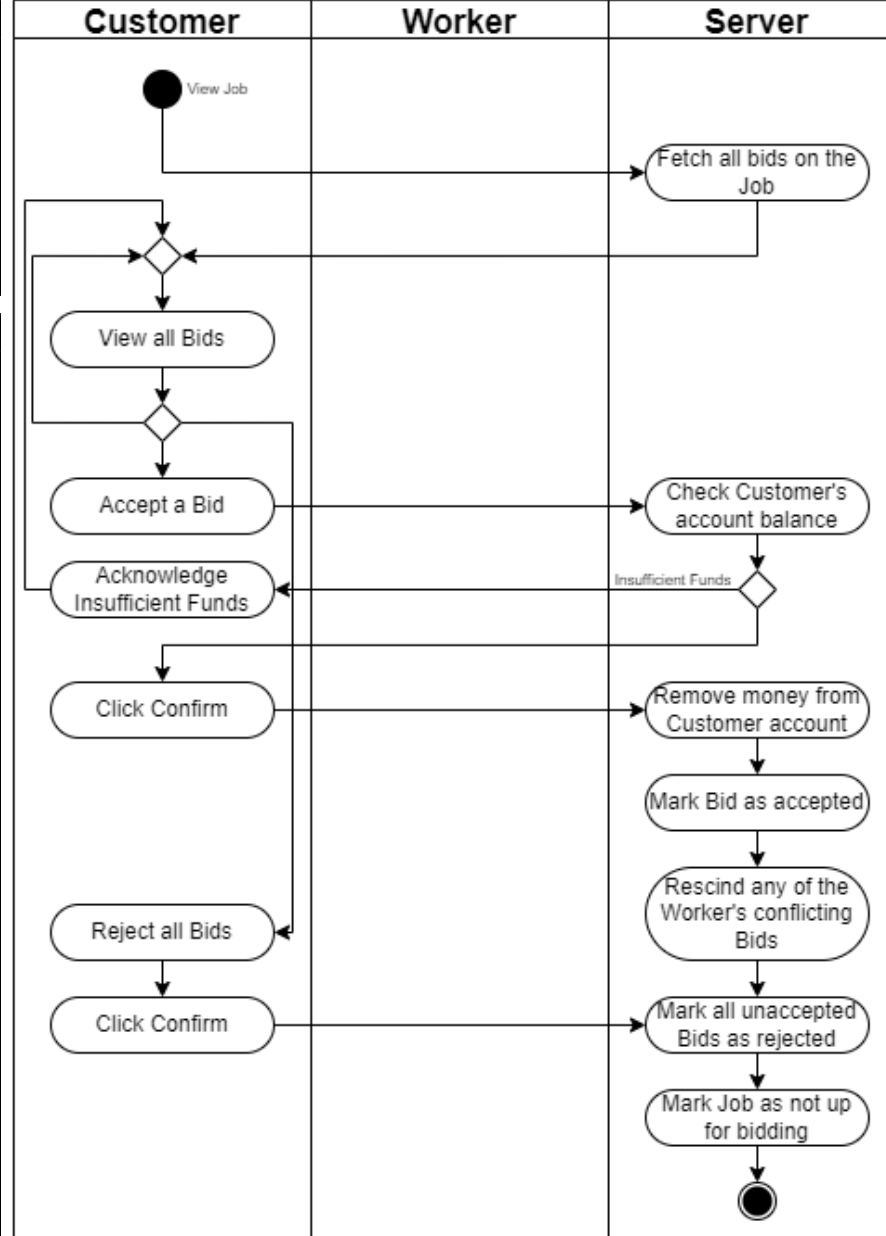 Customer
Worker
Server
View Job
Fetch all bids on the
Job
View all Bids
Accept a Bid
Check Customer's
account balance
Acknowledge
Insufficient Funds
Insufficient Funds
Click Confirm
Remove money from
Customer account
Mark Bid as accepted
Rescind any of the
Worker's conflicting
Bids
Reject all Bids
Click Confirm
Mark all unaccepted
Bids as rejected
Mark Job as not up
for bidding